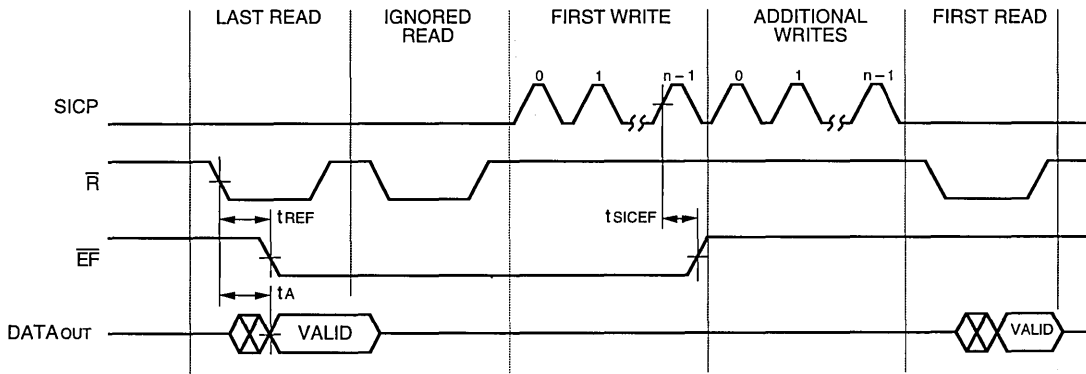 LAST READ
IGNORED
READ
FIRST WRITE
ADDITIONAL
WRITES
FIRST READ
0 1 n-1 0 1 n-1
SICP
R
tREF
tSICEF
EF
tA
DATAOUT
VALID
VALID